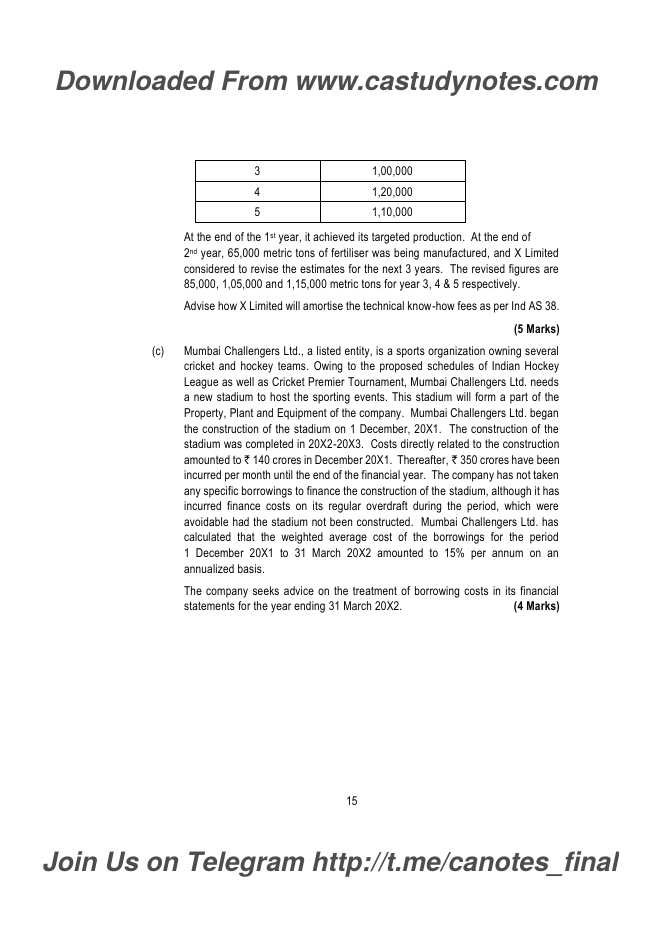 Downloaded From www.castudynotes.com
3 1,00,000
4 1,20,000
5 1,10,000
At the end of the 1st year, it achieved its targeted production. At the end of
2nd year, 65,000 metric tons of fertiliser was being manufactured, and X Limited
considered to revise the estimates for the next 3 years. The revised figures are
85,000, 1,05,000 and 1,15,000 metric tons for year 3, 4 & 5 respectively.
Advise how X Limited will amortise the technical know-how fees as per Ind AS 38.
(5 Marks)
(c) Mumbai Challengers Ltd., a listed entity, is a sports organization owning several
cricket and hockey teams. Owing to the proposed schedules of Indian Hockey
League as well as Cricket Premier Tournament, Mumbai Challengers Ltd. needs
a new stadium to host the sporting events. This stadium will form a part of the
Property, Plant and Equipment of the company. Mumbai Challengers Ltd. began
the construction of the stadium on 1 December, 20X1. The construction of the
stadium was completed in 20X2-20X3. Costs directly related to the construction
amounted to ₹ 140 crores in December 20X1. Thereafter, ₹ 350 crores have been
incurred per month until the end of the financial year. The company has not taken
any specific borrowings to finance the construction of the stadium, although it has
incurred finance costs on its regular overdraft during the period, which were
avoidable had the stadium not been constructed. Mumbai Challengers Ltd. has
calculated that the weighted average cost of the borrowings for the period
1 December 20X1 to 31 March 20X2 amounted to 15% per annum on an
annualized basis.
The company seeks advice on the treatment of borrowing costs in its financial
statements for the year ending 31 March 20X2. (4 Marks)
15
Join Us on Telegram http://t.me/canotes_final